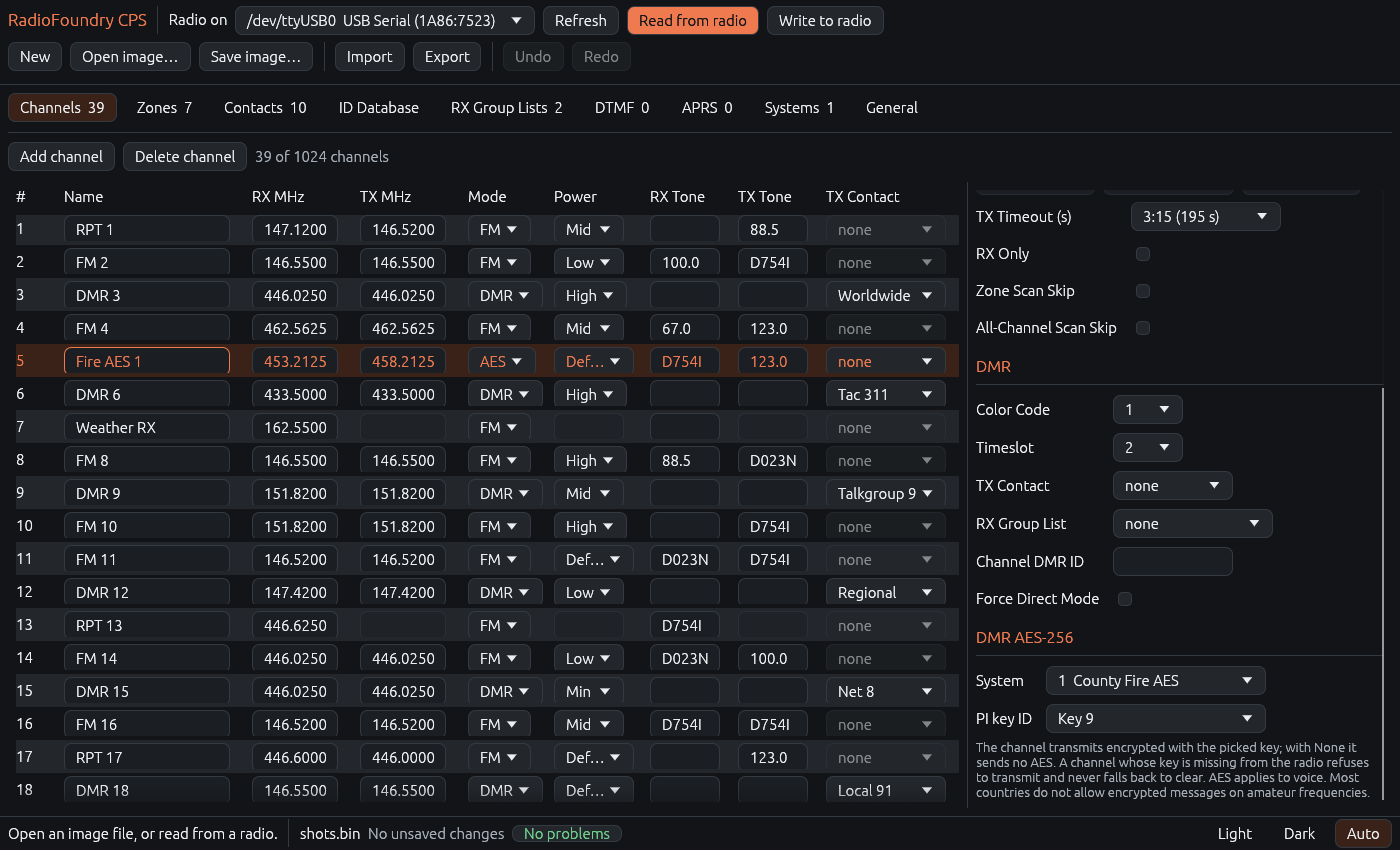 RadioFoundry CPS Radio on /dev/ttyUSB0 USB Serial (1A86:7523) Refresh Read from radio Write to radio
New Open image... Save image... Import Export Undo Redo
Channels 39 Zones 7 Contacts 10 ID Database RX Group Lists 2 DTMF 0 APRS 0 Systems 1 General
Add channel Delete channel 39 of 1024 channels
# Name RX MHz TX MHz Mode Power RX Tone TX Tone TX Contact
1 RPT 1 147.1200 146.5200 FM Mid 88.5 none
2 FM 2 146.5500 146.5500 FM Low 100.0 D754I none
3 DMR 3 446.0250 446.0250 DMR High Worldwide
4 FM 4 462.5625 462.5625 FM Mid 67.0 123.0 none
5 Fire AES 1 453.2125 458.2125 AES Def... D754I 123.0 none
6 DMR 6 433.5000 433.5000 DMR High Tac 311
7 Weather RX 162.5500 FM none
8 FM 8 146.5500 146.5500 FM High 88.5 D023N none
9 DMR 9 151.8200 151.8200 DMR Mid Talkgroup 9
10 FM 10 151.8200 151.8200 FM High D754I none
11 FM 11 146.5200 146.5200 FM Def... D023N D754I none
12 DMR 12 147.4200 147.4200 DMR Low Regional
13 RPT 13 446.6250 FM D754I none
14 FM 14 446.0250 446.0250 FM Low D023N 100.0 none
15 DMR 15 446.0250 446.0250 DMR Min Net 8
16 FM 16 146.5200 146.5200 FM Mid D754I D754I none
17 RPT 17 446.6000 446.0000 FM Def... 123.0 none
18 DMR 18 146.5500 146.5500 DMR Def... Local 91
TX Timeout (s) 3:15 (195 s)
RX Only
Zone Scan Skip
All-Channel Scan Skip
DMR
Color Code 1
Timeslot 2
TX Contact none
RX Group List none
Channel DMR ID
Force Direct Mode
DMR AES-256
System 1 County Fire AES
PI key ID Key 9
The channel transmits encrypted with the picked key; with None it
sends no AES. A channel whose key is missing from the radio refuses
to transmit and never falls back to clear. AES applies to voice. Most
countries do not allow encrypted messages on amateur frequencies.
Open an image file, or read from a radio. shots.bin No unsaved changes No problems Light Dark Auto